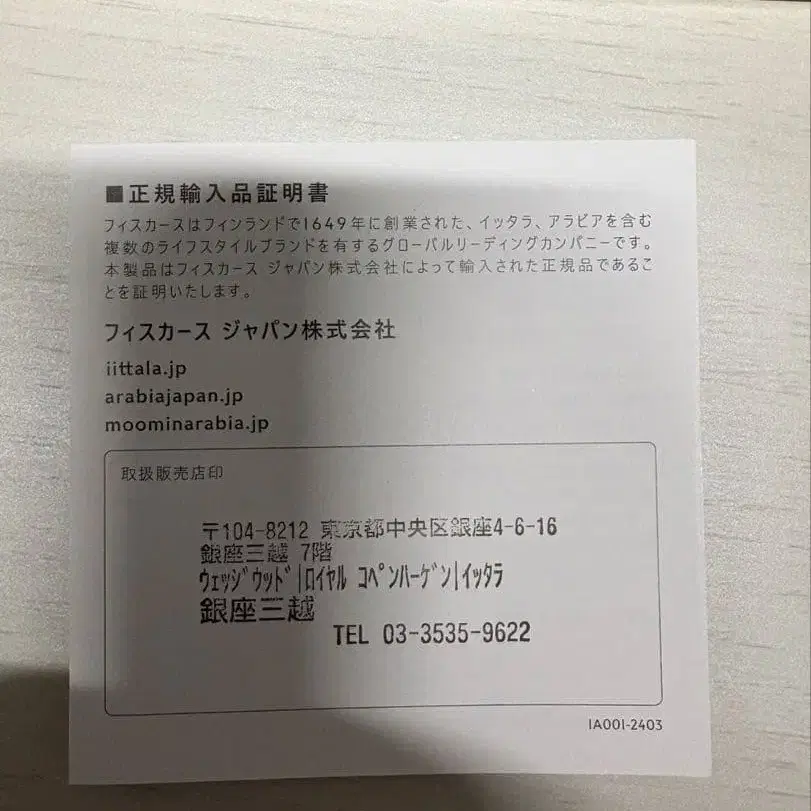 ■正規輸入品証明書
フィスカースはフィンランドで1649年に創業された、イッタラ、アラビアを含む
複数のライフスタイルブランドを有するグローバルリーディングカンパニーです。
本製品はフィスカース ジャパン株式会社によって輸入された正規品であるこ
とを証明いたします。
フィスカース ジャパン株式会社
iittala.jp
arabiajapan.jp
moominarabia.jp
取扱販売店印
〒104-8212 東京都中央区銀座4-6-16
銀座三越 7階
ウェッジウッド|ロイヤル コペンハーゲン|イッタラ
銀座三越
TEL 03-3535-9622
IA001-2403